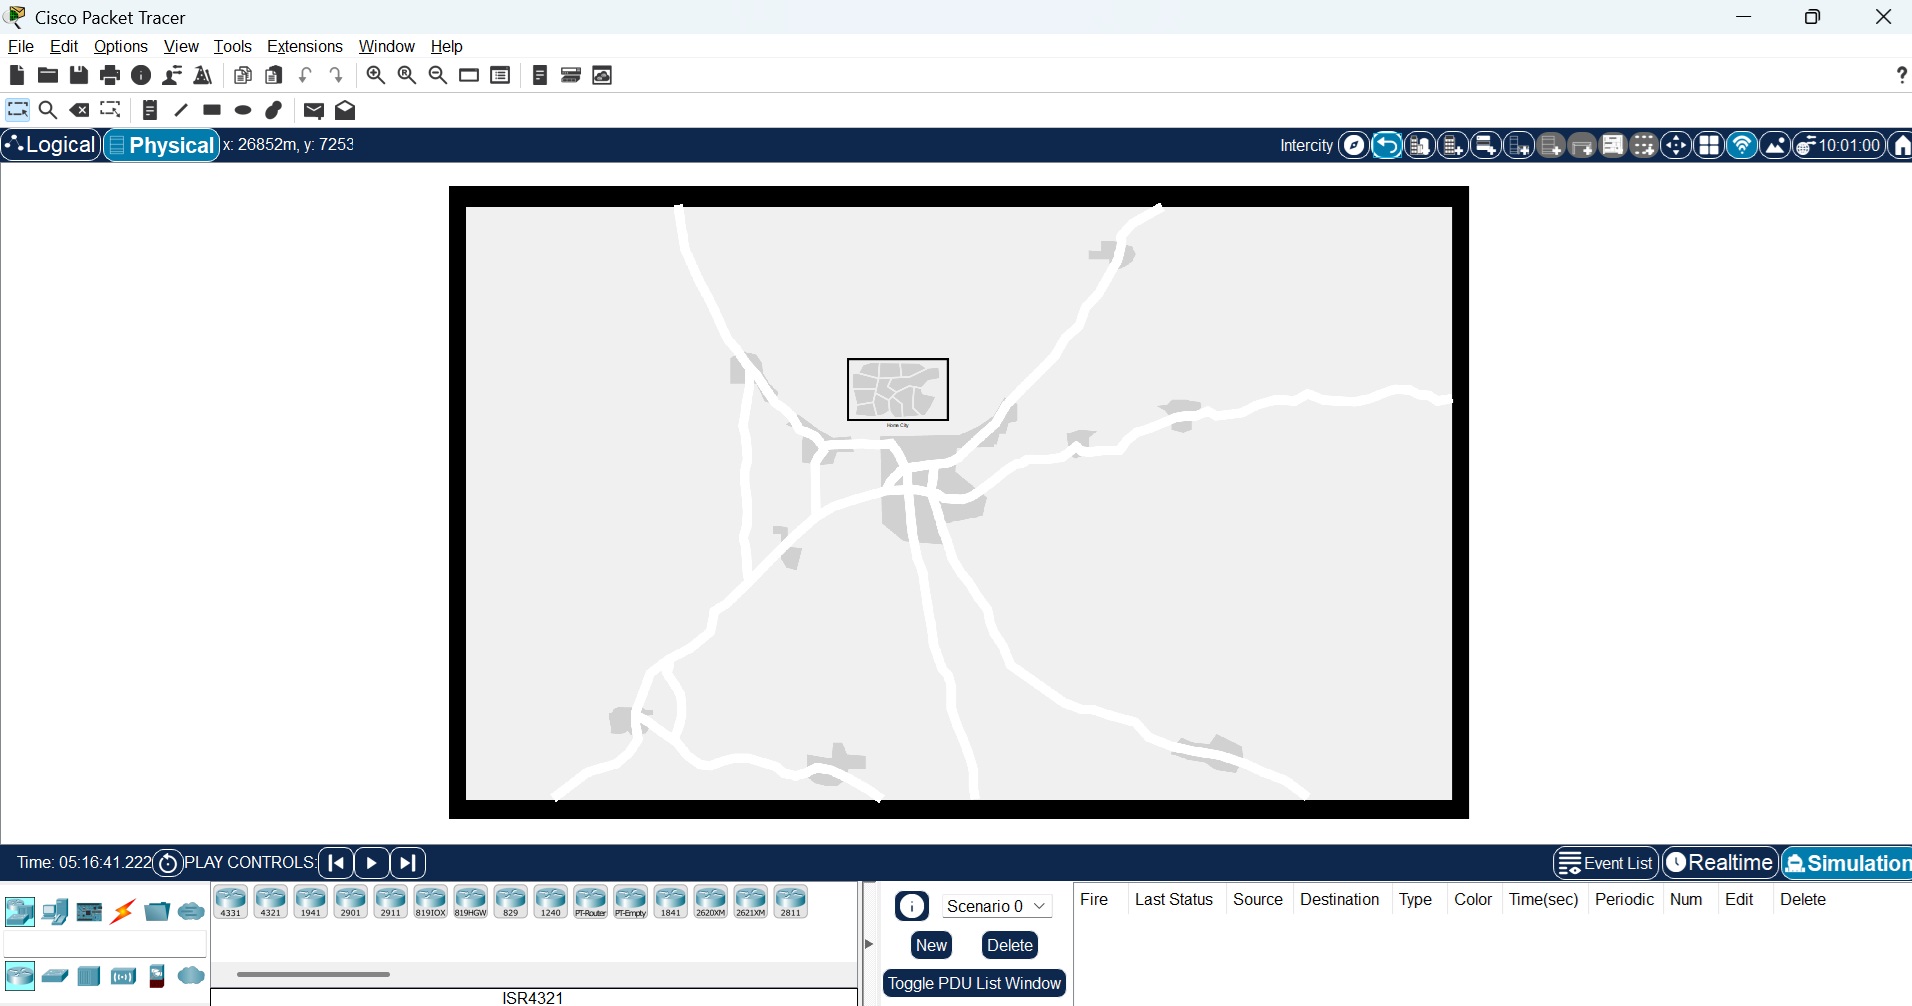 Cisco Packet Tracer
File Edit Options View Tools Extensions Window Help
?
Logical Physical x: 26852m, y: 7253 Intercity 10:01:00
Home City
Time: 05:16:41.222 PLAY CONTROLS: Event List Realtime Simulation
4331 4321 1941 2901 2911 819IOX 819HGW 829 1240 PT-Router PT-Empty 1841 2620XM 2621XM 2811
Scenario 0
New Delete
Toggle PDU List Window
Fire Last Status Source Destination Type Color Time(sec) Periodic Num Edit Delete
ISR4321